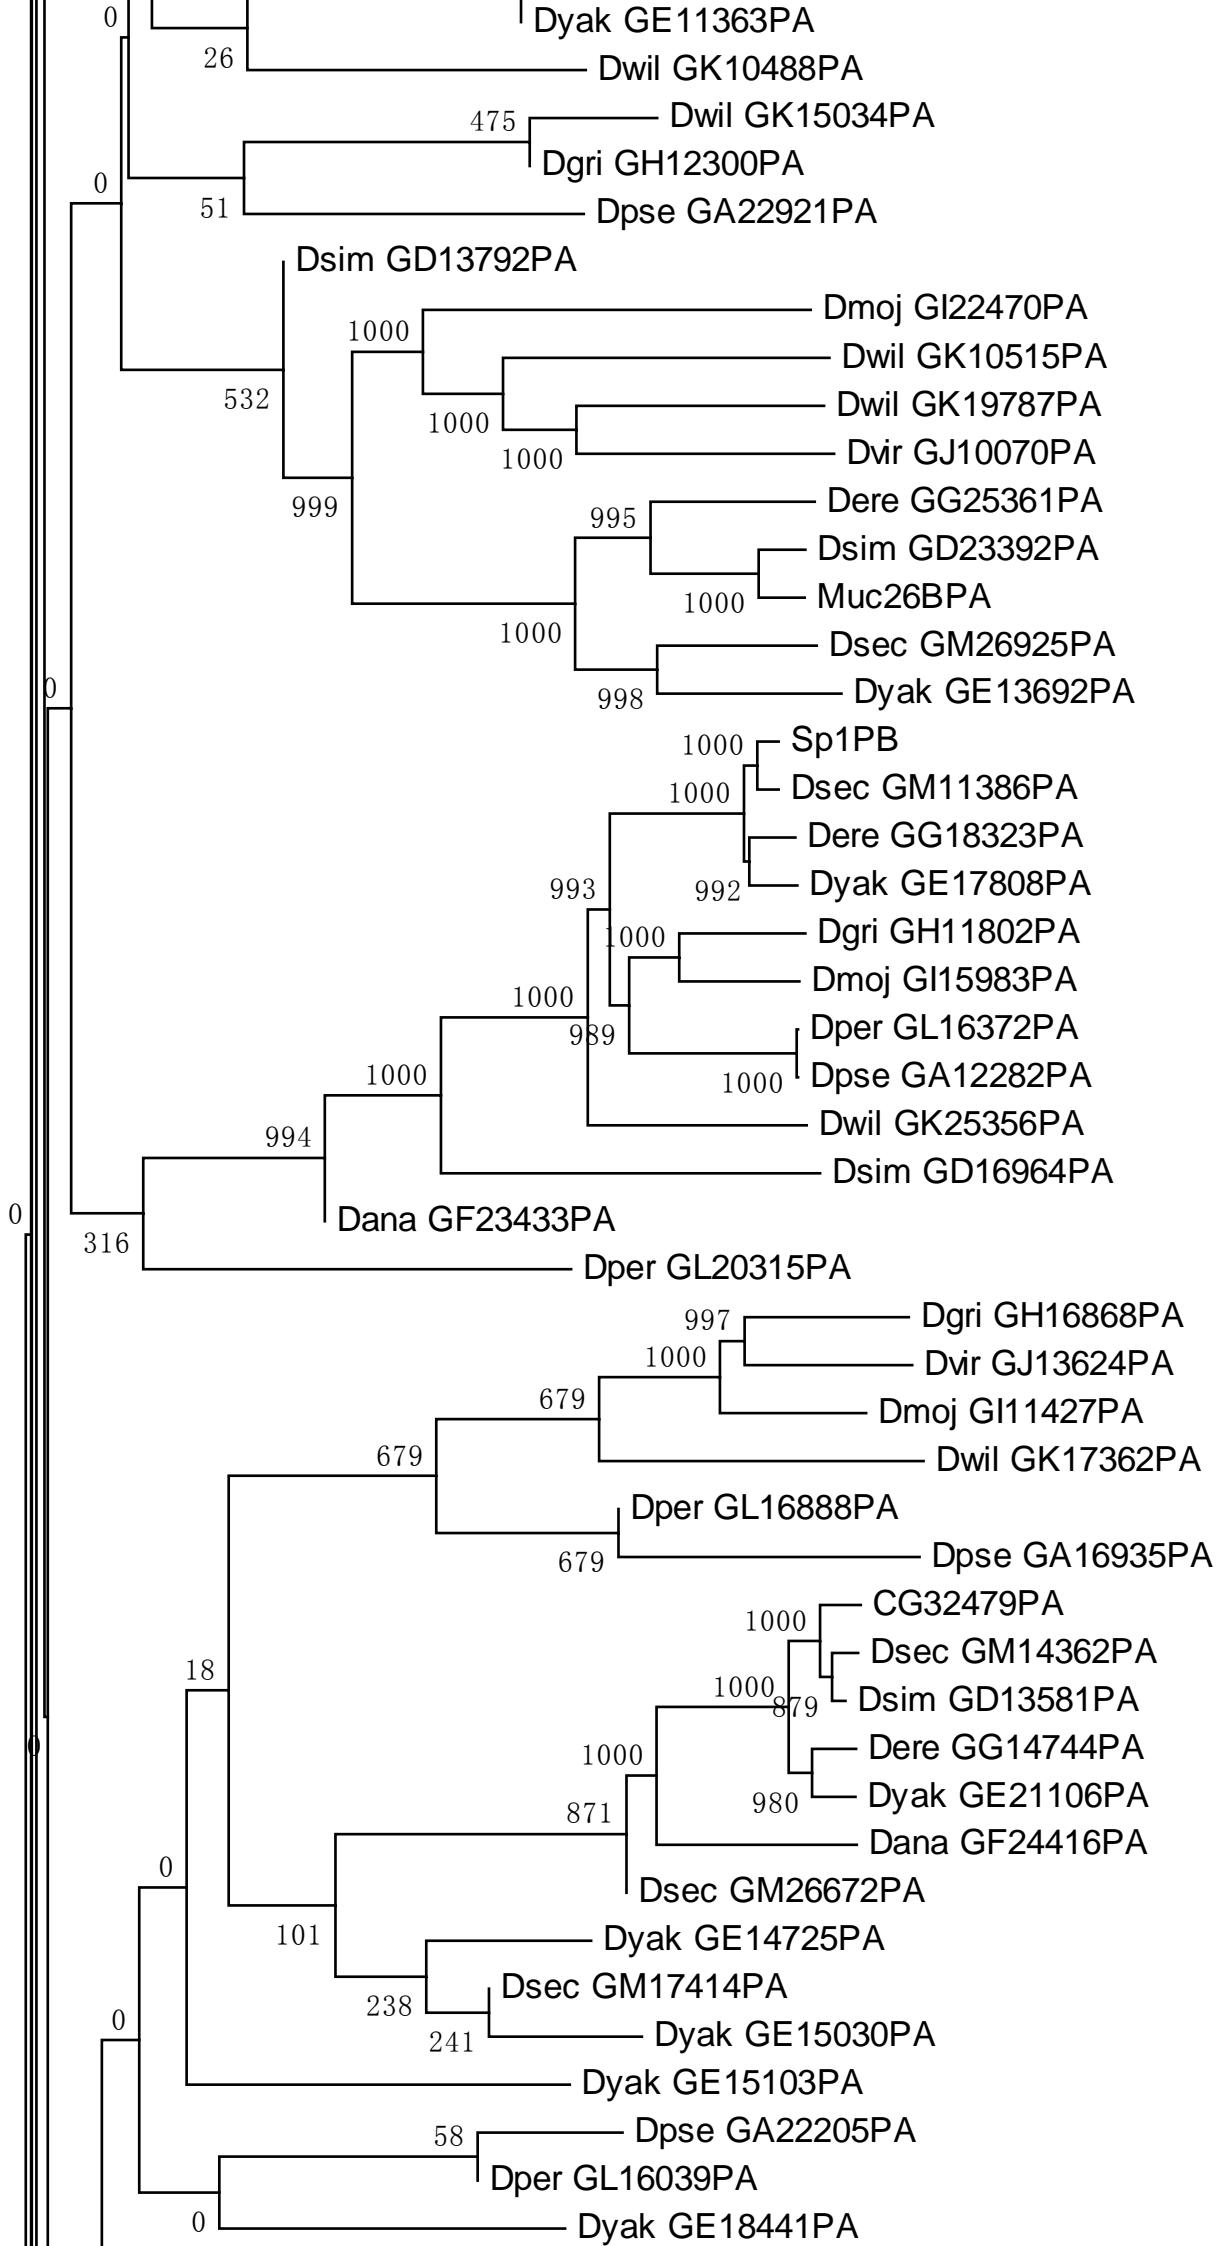 0
Dyak GE11363PA
26
Dwil GK10488PA
475
Dwil GK15034PA
Dgri GH12300PA
0
51
Dpse GA22921PA
Dsim GD13792PA
Dmoj GI22470PA
1000
Dwil GK10515PA
532
Dwil GK19787PA
1000
Dvir GJ10070PA
1000
999
Dere GG25361PA
995
Dsim GD23392PA
Muc26BPA
1000
1000
Dsec GM26925PA
0
998
Dyak GE13692PA
1000
Sp1PB
Dsec GM11386PA
1000
Dere GG18323PA
993
992
Dyak GE17808PA
1000
Dgri GH11802PA
Dmoj GI15983PA
1000
989
Dper GL16372PA
1000
1000
Dpse GA12282PA
Dwil GK25356PA
994
Dsim GD16964PA
0
Dana GF23433PA
316
Dper GL20315PA
997
Dgri GH16868PA
1000
Dvir GJ13624PA
679
Dmoj GI11427PA
679
Dwil GK17362PA
Dper GL16888PA
679
Dpse GA16935PA
CG32479PA
1000
Dsec GM14362PA
18
1000
879
Dsim GD13581PA
0
1000
Dere GG14744PA
980
Dyak GE21106PA
871
Dana GF24416PA
0
Dsec GM26672PA
101
Dyak GE14725PA
238
Dsec GM17414PA
0
241
Dyak GE15030PA
Dyak GE15103PA
58
Dpse GA22205PA
Dper GL16039PA
0
Dyak GE18441PA